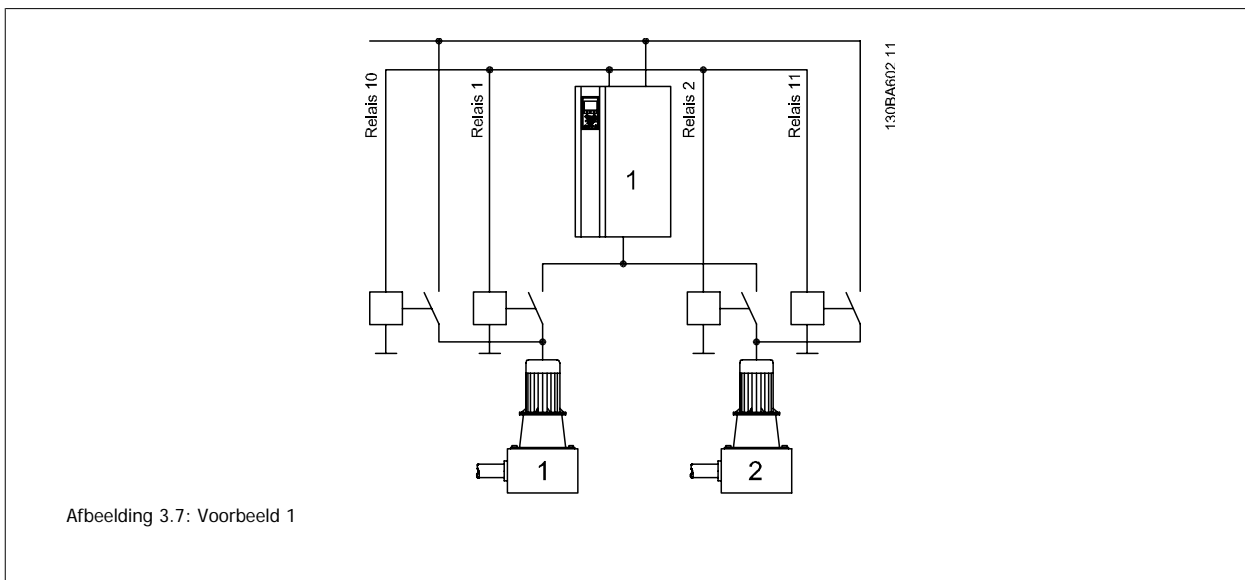 Relais 10
Relais 1
Relais 2
Relais 11
130BA602.11
1
1
2
Afbeelding 3.7: Voorbeeld 1